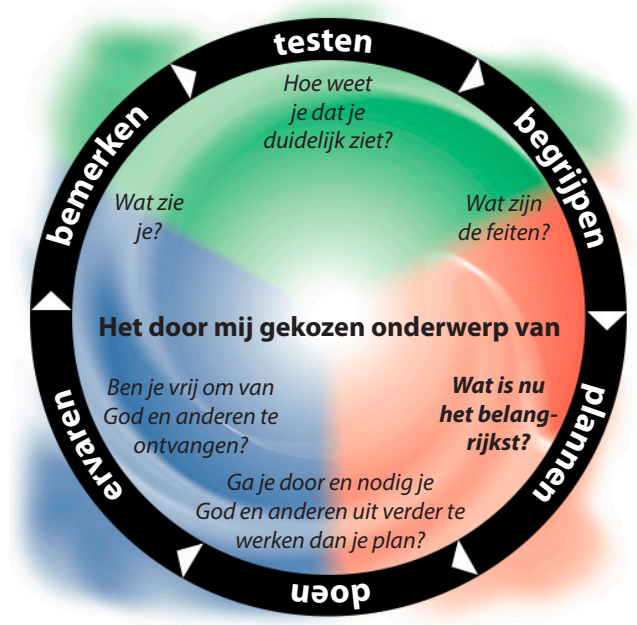 testen
Hoe weet
je dat je
duidelijk ziet?
begrijpen
Wat zijn
de feiten?
plannen
Wat is nu
het belang-
rijkst?
doen
Ga je door en nodig je
God en anderen uit verder te
werken dan je plan?
ervaren
Ben je vrij om van
God en anderen te
ontvangen?
bemerken
Wat zie
je?
Het door mij gekozen onderwerp van